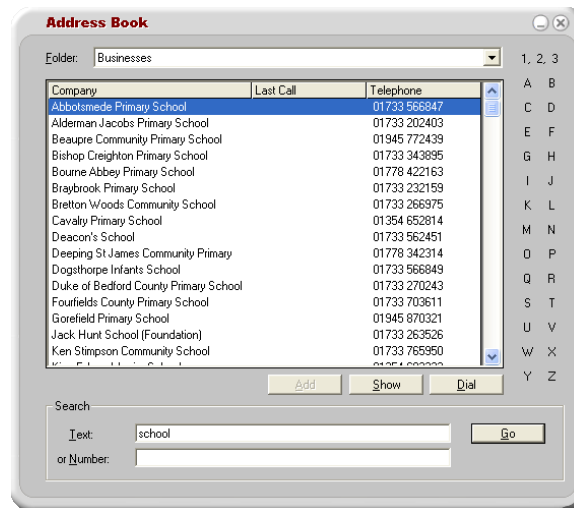 Address Book
Folder: Businesses
1, 2, 3
Company Last Call Telephone
A B
Abbotsmede Primary School 01733 566847
C D
Alderman Jacobs Primary School 01733 202403
E F
Beaupre Community Primary School 01945 772439
G H
Bishop Creighton Primary School 01733 343895
Bourne Abbey Primary School 01778 422163
I J
Braybrook Primary School 01733 232159
K L
Bretton Woods Community School 01733 266975
Cavalry Primary School 01354 652814
M N
Deacon's School 01733 562451
O P
Deeping St James Community Primary 01778 342314
Dogsthorpe Infants School 01733 566849
Q R
Duke of Bedford County Primary School 01733 270243
S T
Fourfields County Primary School 01733 703611
Gorefield Primary School 01945 870321
U V
Jack Hunt School (Foundation) 01733 263526
W X
Ken Stimpson Community School 01733 765950
Y Z
Add Show Dial
Search
Text: school Go
or Number: